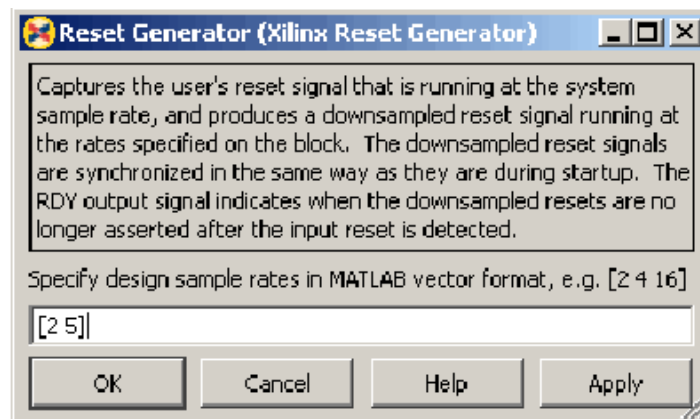 Reset Generator (Xilinx Reset Generator)
Captures the user's reset signal that is running at the system
sample rate, and produces a downsampled reset signal running at
the rates specified on the block.  The downsampled reset signals
are synchronized in the same way as they are during startup.  The
RDY output signal indicates when the downsampled resets are no
longer asserted after the input reset is detected.
Specify design sample rates in MATLAB vector format, e.g. [2 4 16]
[2 5]
OK Cancel Help Apply